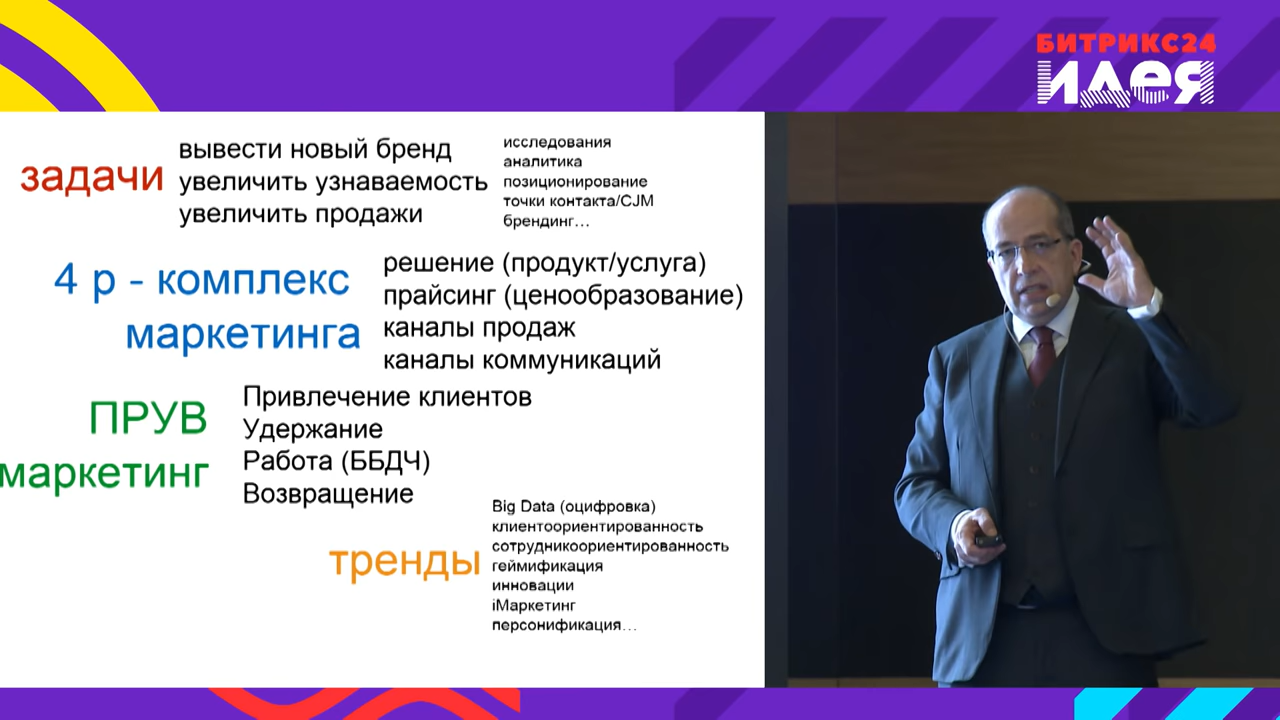 БИТРИКС24
ИДЕЯ
задачи
вывести новый бренд
увеличить узнаваемость
увеличить продажи
исследования
аналитика
позиционирование
точки контакта/CJM
брендинг...
4 p - комплекс
маркетинга
решение (продукт/услуга)
прайсинг (ценообразование)
каналы продаж
каналы коммуникаций
ПРУВ
маркетинг
Привлечение клиентов
Удержание
Работа (ББДЧ)
Возвращение
тренды
Big Data (оцифровка)
клиентоориентированность
сотрудникоориентированность
геймификация
инновации
iМаркетинг
персонификация...